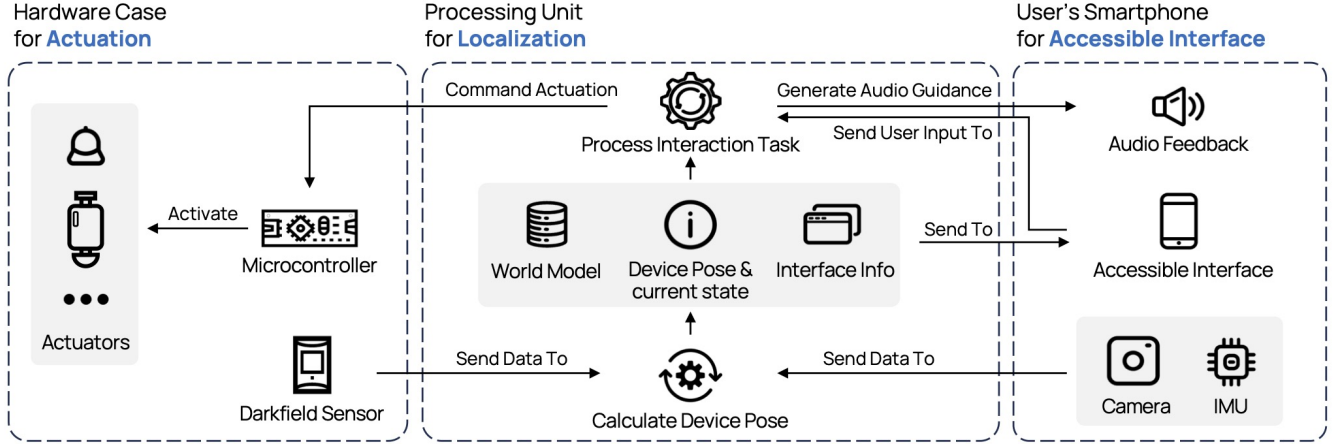 Hardware Case
for Actuation
Processing Unit
for Localization
User's Smartphone
for Accessible Interface
Command Actuation
Generate Audio Guidance
Send User Input To
Process Interaction Task
Audio Feedback
Activate
Microcontroller
Actuators
World Model
Device Pose &
current state
Interface Info
Send To
Accessible Interface
Darkfield Sensor
Send Data To
Calculate Device Pose
Send Data To
Camera
IMU